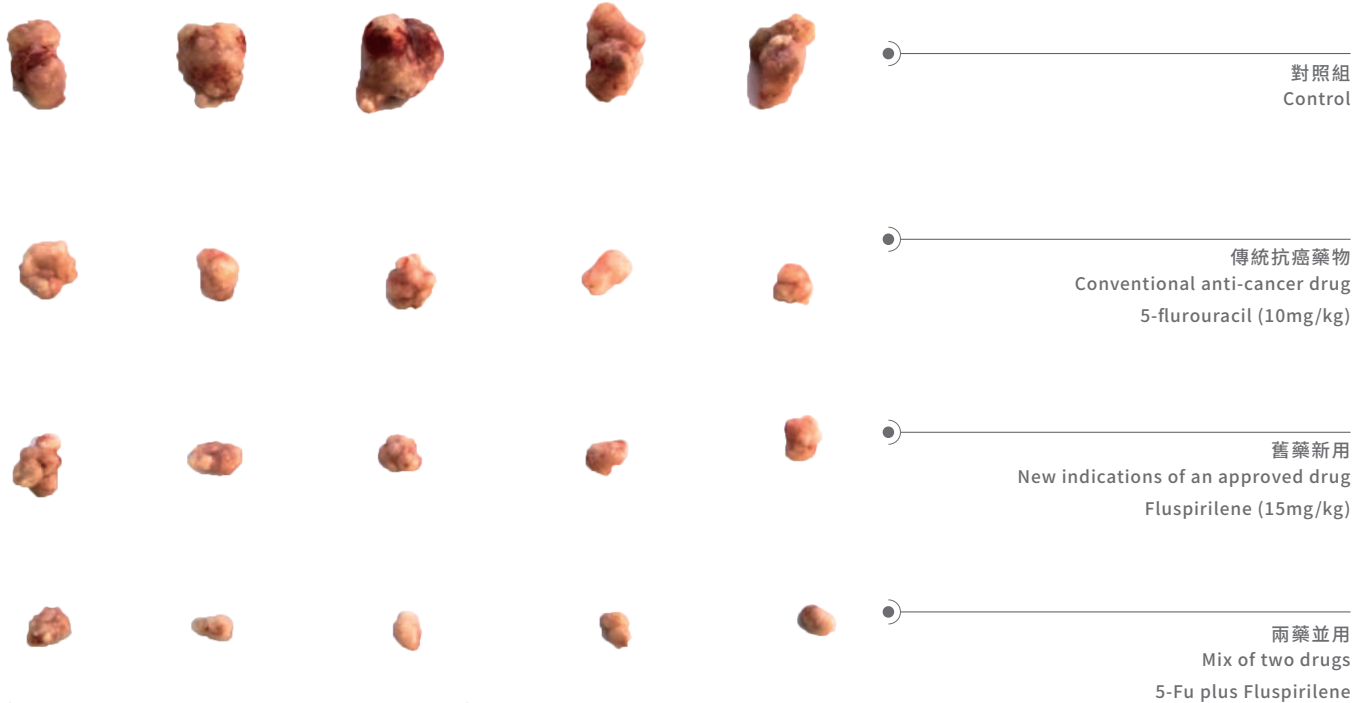 對照組
Control
傳統抗癌藥物
Conventional anti-cancer drug
5-flurouracil (10mg/kg)
舊藥新用
New indications of an approved drug
Fluspirilene (15mg/kg)
兩藥並用
Mix of two drugs
5-Fu plus Fluspirilene